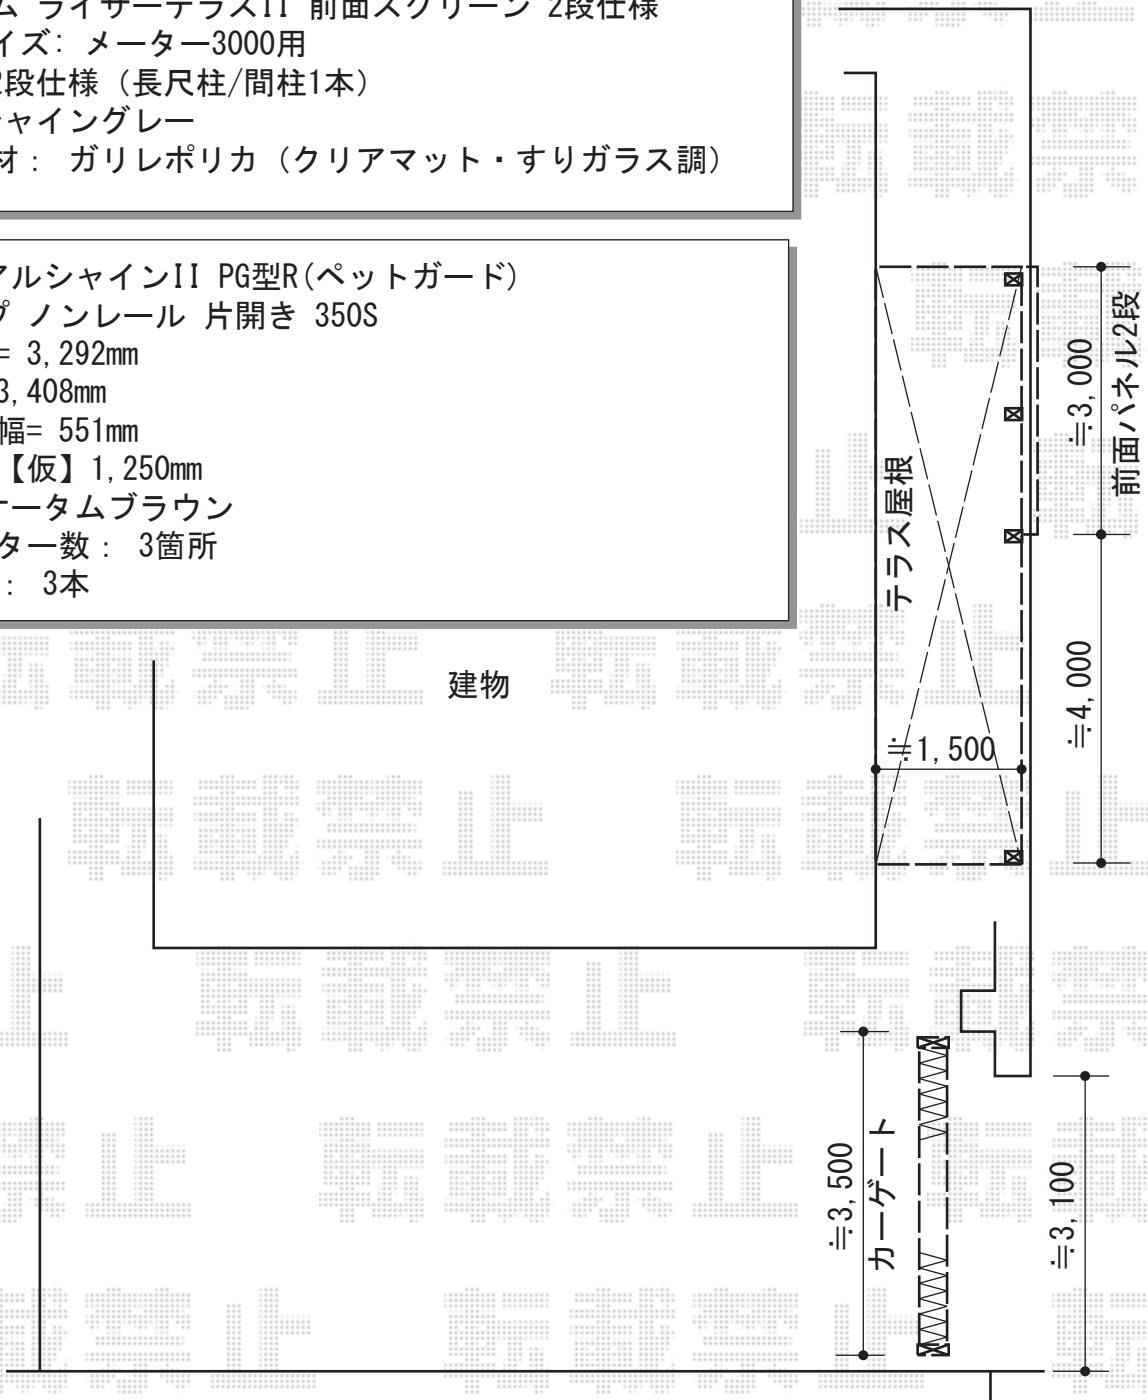 ム ライザーテラスII 前面スクリーン 2段仕様
イズ: メーター3000用
2段仕様 (長尺柱/間柱1本)
シャイングレー
材: ガリレポリカ (クリアマット・すりガラス調)
アルシャインII PG型R(ペットガード)
プ ノンレール 片開き 350S
= 3,292mm
3,408mm
幅= 551mm
【仮】1,250mm
オータムブラウン
ター数: 3箇所
: 3本
建物
テラス屋根
≒1,500
≒3,000
前面パネル2段
≒4,000
≒3,500
カーゲート
≒3,100
転載禁止